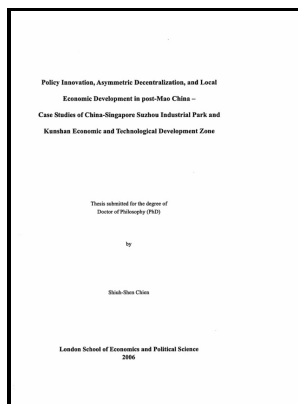 Policy Innovation, Asymmetric Decentralization, and Local
Economic Development in post-Mao China –
Case Studies of China-Singapore Suzhou Industrial Park and
Kunshan Economic and Technological Development Zone
Thesis submitted for the degree of
Doctor of Philosophy (PhD)
by
Shiuh-Shen Chien
London School of Economics and Political Science
2006